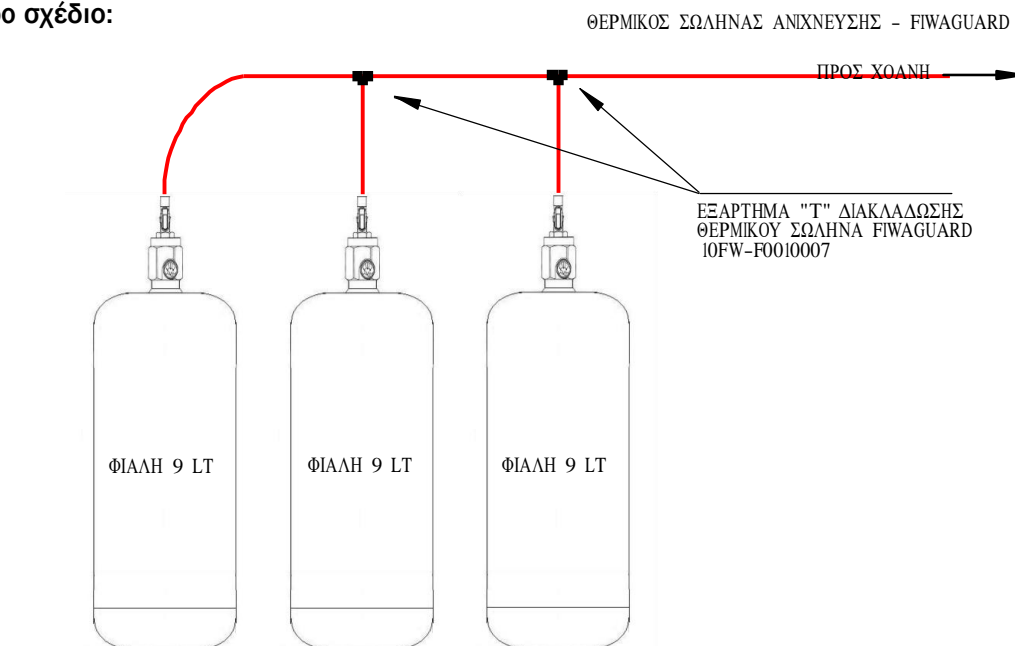 ο σχέδιο:
ΘΕΡΜΙΚΟΣ ΣΩΛΗΝΑΣ ΑΝΙΧΝΕΥΣΗΣ - FIWAGUARD
ΠΡΟΣ ΧΟΑΝΗ
ΕΞΑΡΤΗΜΑ "Τ" ΔΙΑΚΛΑΔΩΣΗΣ
ΘΕΡΜΙΚΟΥ ΣΩΛΗΝΑ FIWAGUARD
10FW-F0010007
ΦΙΑΛΗ 9 LT
ΦΙΑΛΗ 9 LT
ΦΙΑΛΗ 9 LT